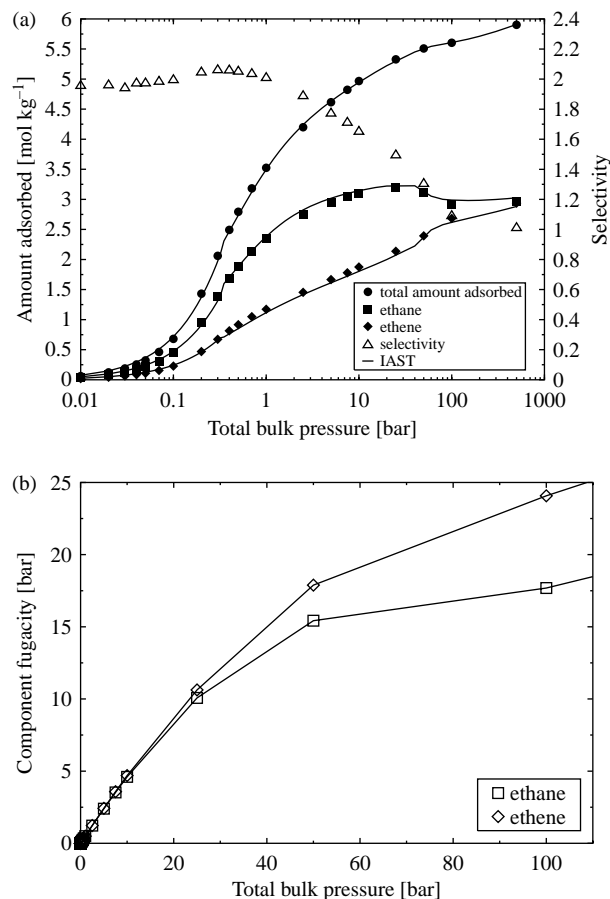 (a)
6
5.5
5
4.5
4
3.5
3
2.5
2
1.5
1
0.5
0
Amount adsorbed [mol kg⁻¹]
2.4
2.2
2
1.8
1.6
1.4
1.2
1
0.8
0.6
0.4
0.2
0
Selectivity
total amount adsorbed
ethane
ethene
selectivity
IAST
0.01 0.1 1 10 100 1000
Total bulk pressure [bar]
(b)
25
20
15
10
5
0
Component fugacity [bar]
ethane
ethene
0 20 40 60 80 100
Total bulk pressure [bar]